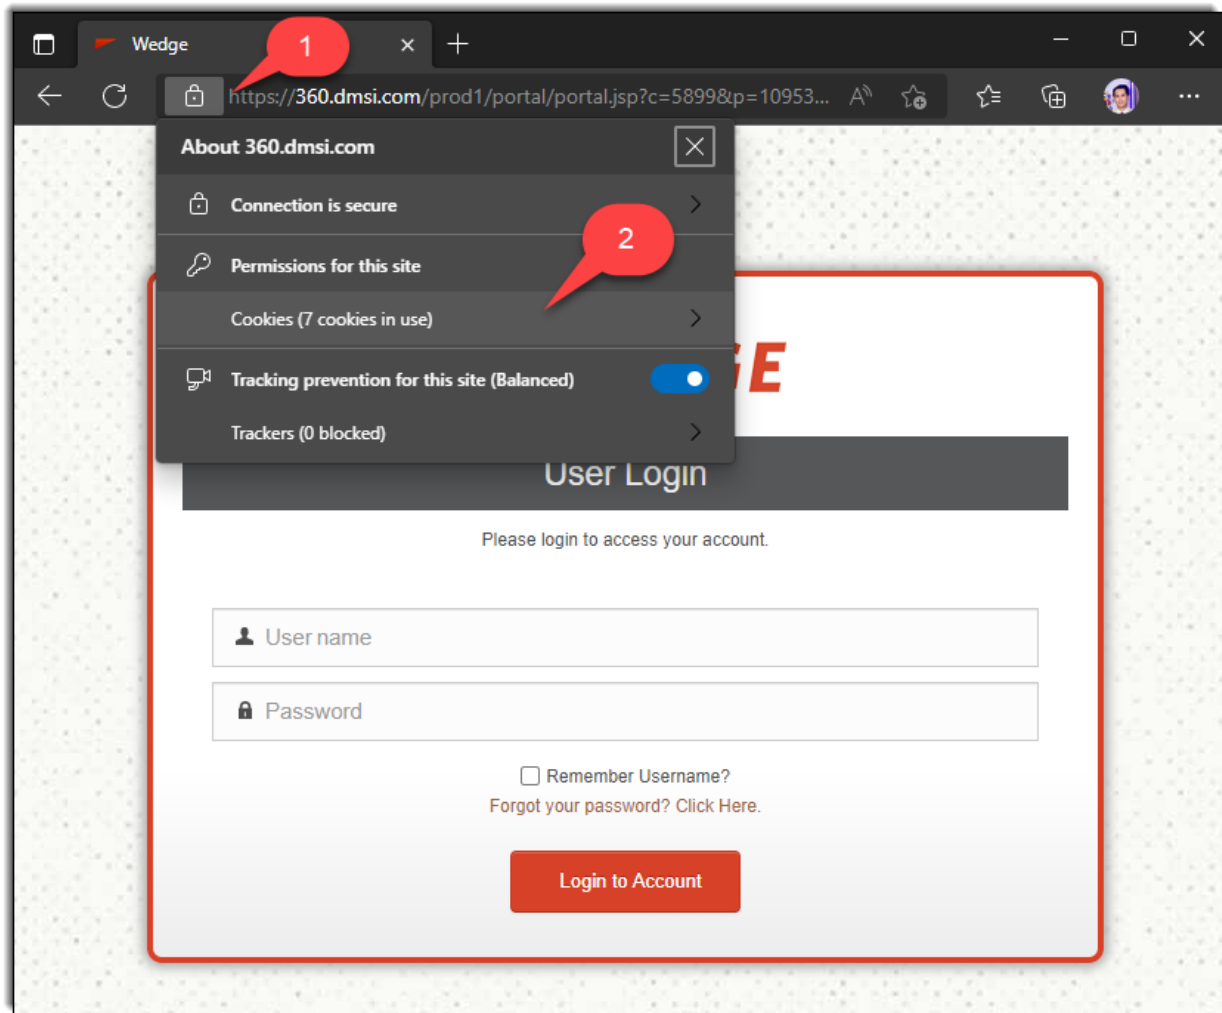 Wedge
1
https://360.dmsi.com/prod1/portal/portal.jsp?c=5899&p=10953...
About 360.dmsi.com
Connection is secure
2
Permissions for this site
Cookies (7 cookies in use)
Tracking prevention for this site (Balanced)
Trackers (0 blocked)
GE
User Login
Please login to access your account.
User name
Password
Remember Username?
Forgot your password? Click Here.
Login to Account